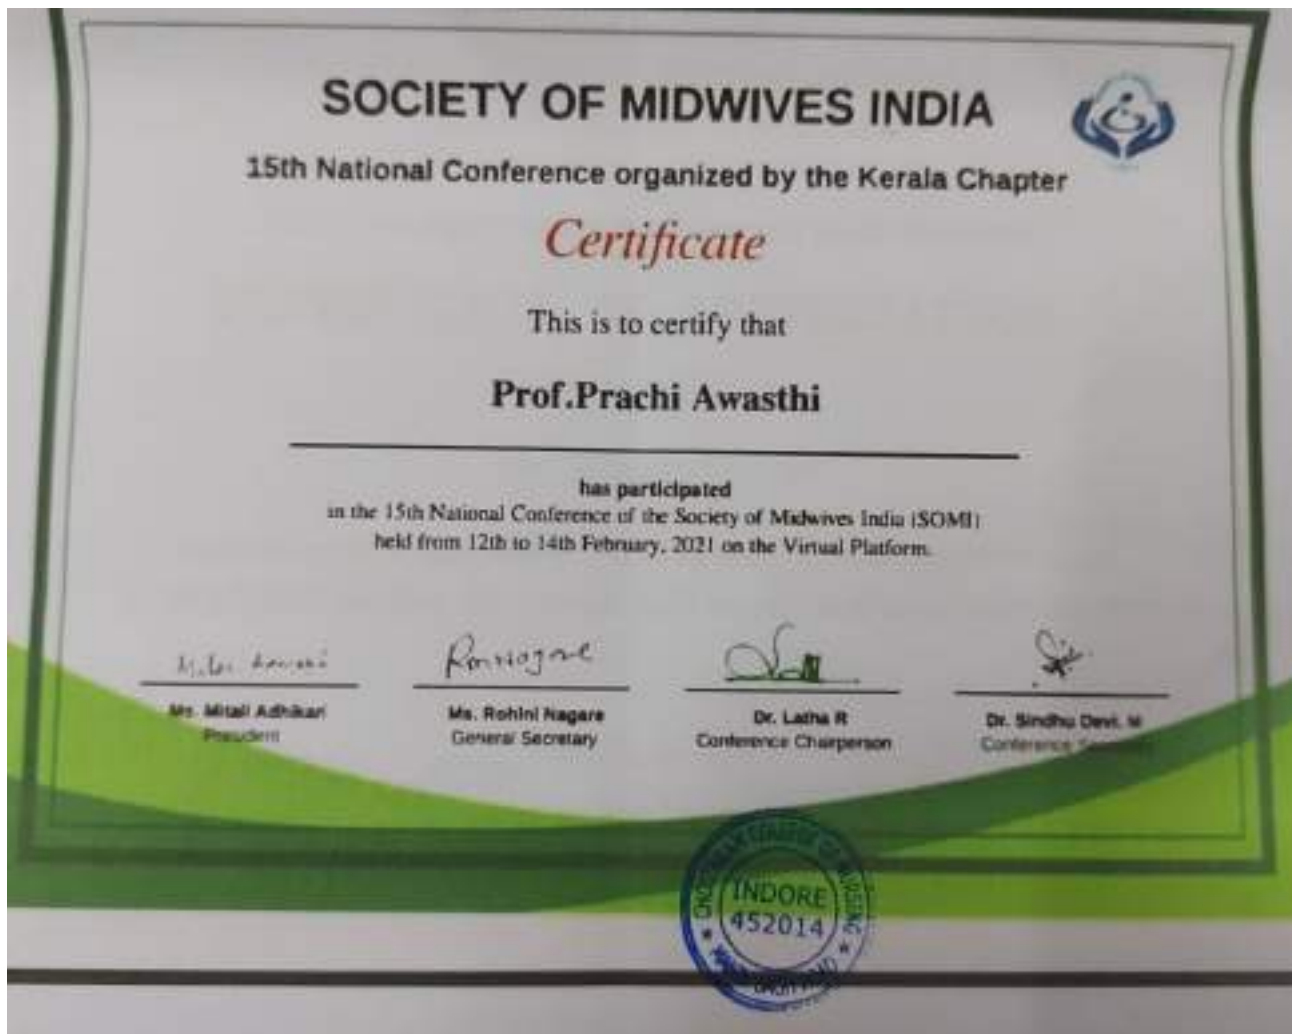 SOCIETY OF MIDWIVES INDIA
15th National Conference organized by the Kerala Chapter
Certificate
This is to certify that
Prof.Prachi Awasthi
has participated
in the 15th National Conference of the Society of Midwives India (SOMI)
held from 12th to 14th February, 2021 on the Virtual Platform.
Ms. Mitali Adhikari
President
Ms. Rohini Nagare
General Secretary
Dr. Latha R
Conference Chairperson
Dr. Sindhu Devi. M
Conference
COLLEGE OF NURSING
INDORE
452014